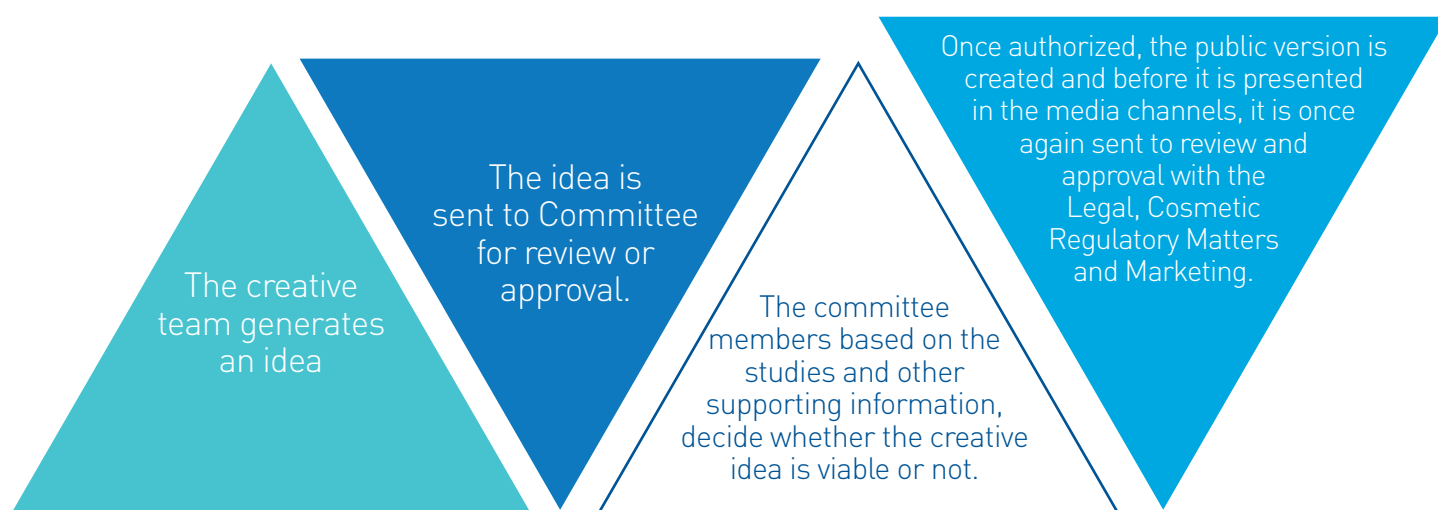 The creative
team generates
an idea
The idea is
sent to Committee
for review or
approval.
The committee
members based on the
studies and other
supporting information,
decide whether the creative
idea is viable or not.
Once authorized, the public version is
created and before it is presented
in the media channels, it is once
again sent to review and
approval with the
Legal, Cosmetic
Regulatory Matters
and Marketing.